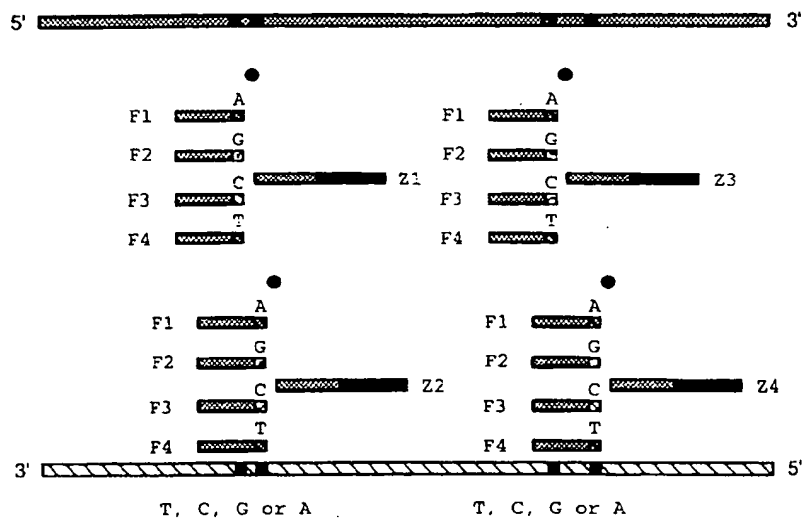 5' 3'
A A
F1 F1
G G
F2 F2
Z1 Z3
C C
F3 F3
T T
F4 F4
A A
F1 F1
G G
F2 F2
Z2 Z4
C C
F3 F3
T T
F4 F4
3' 5'
T, C, G or A T, C, G or A